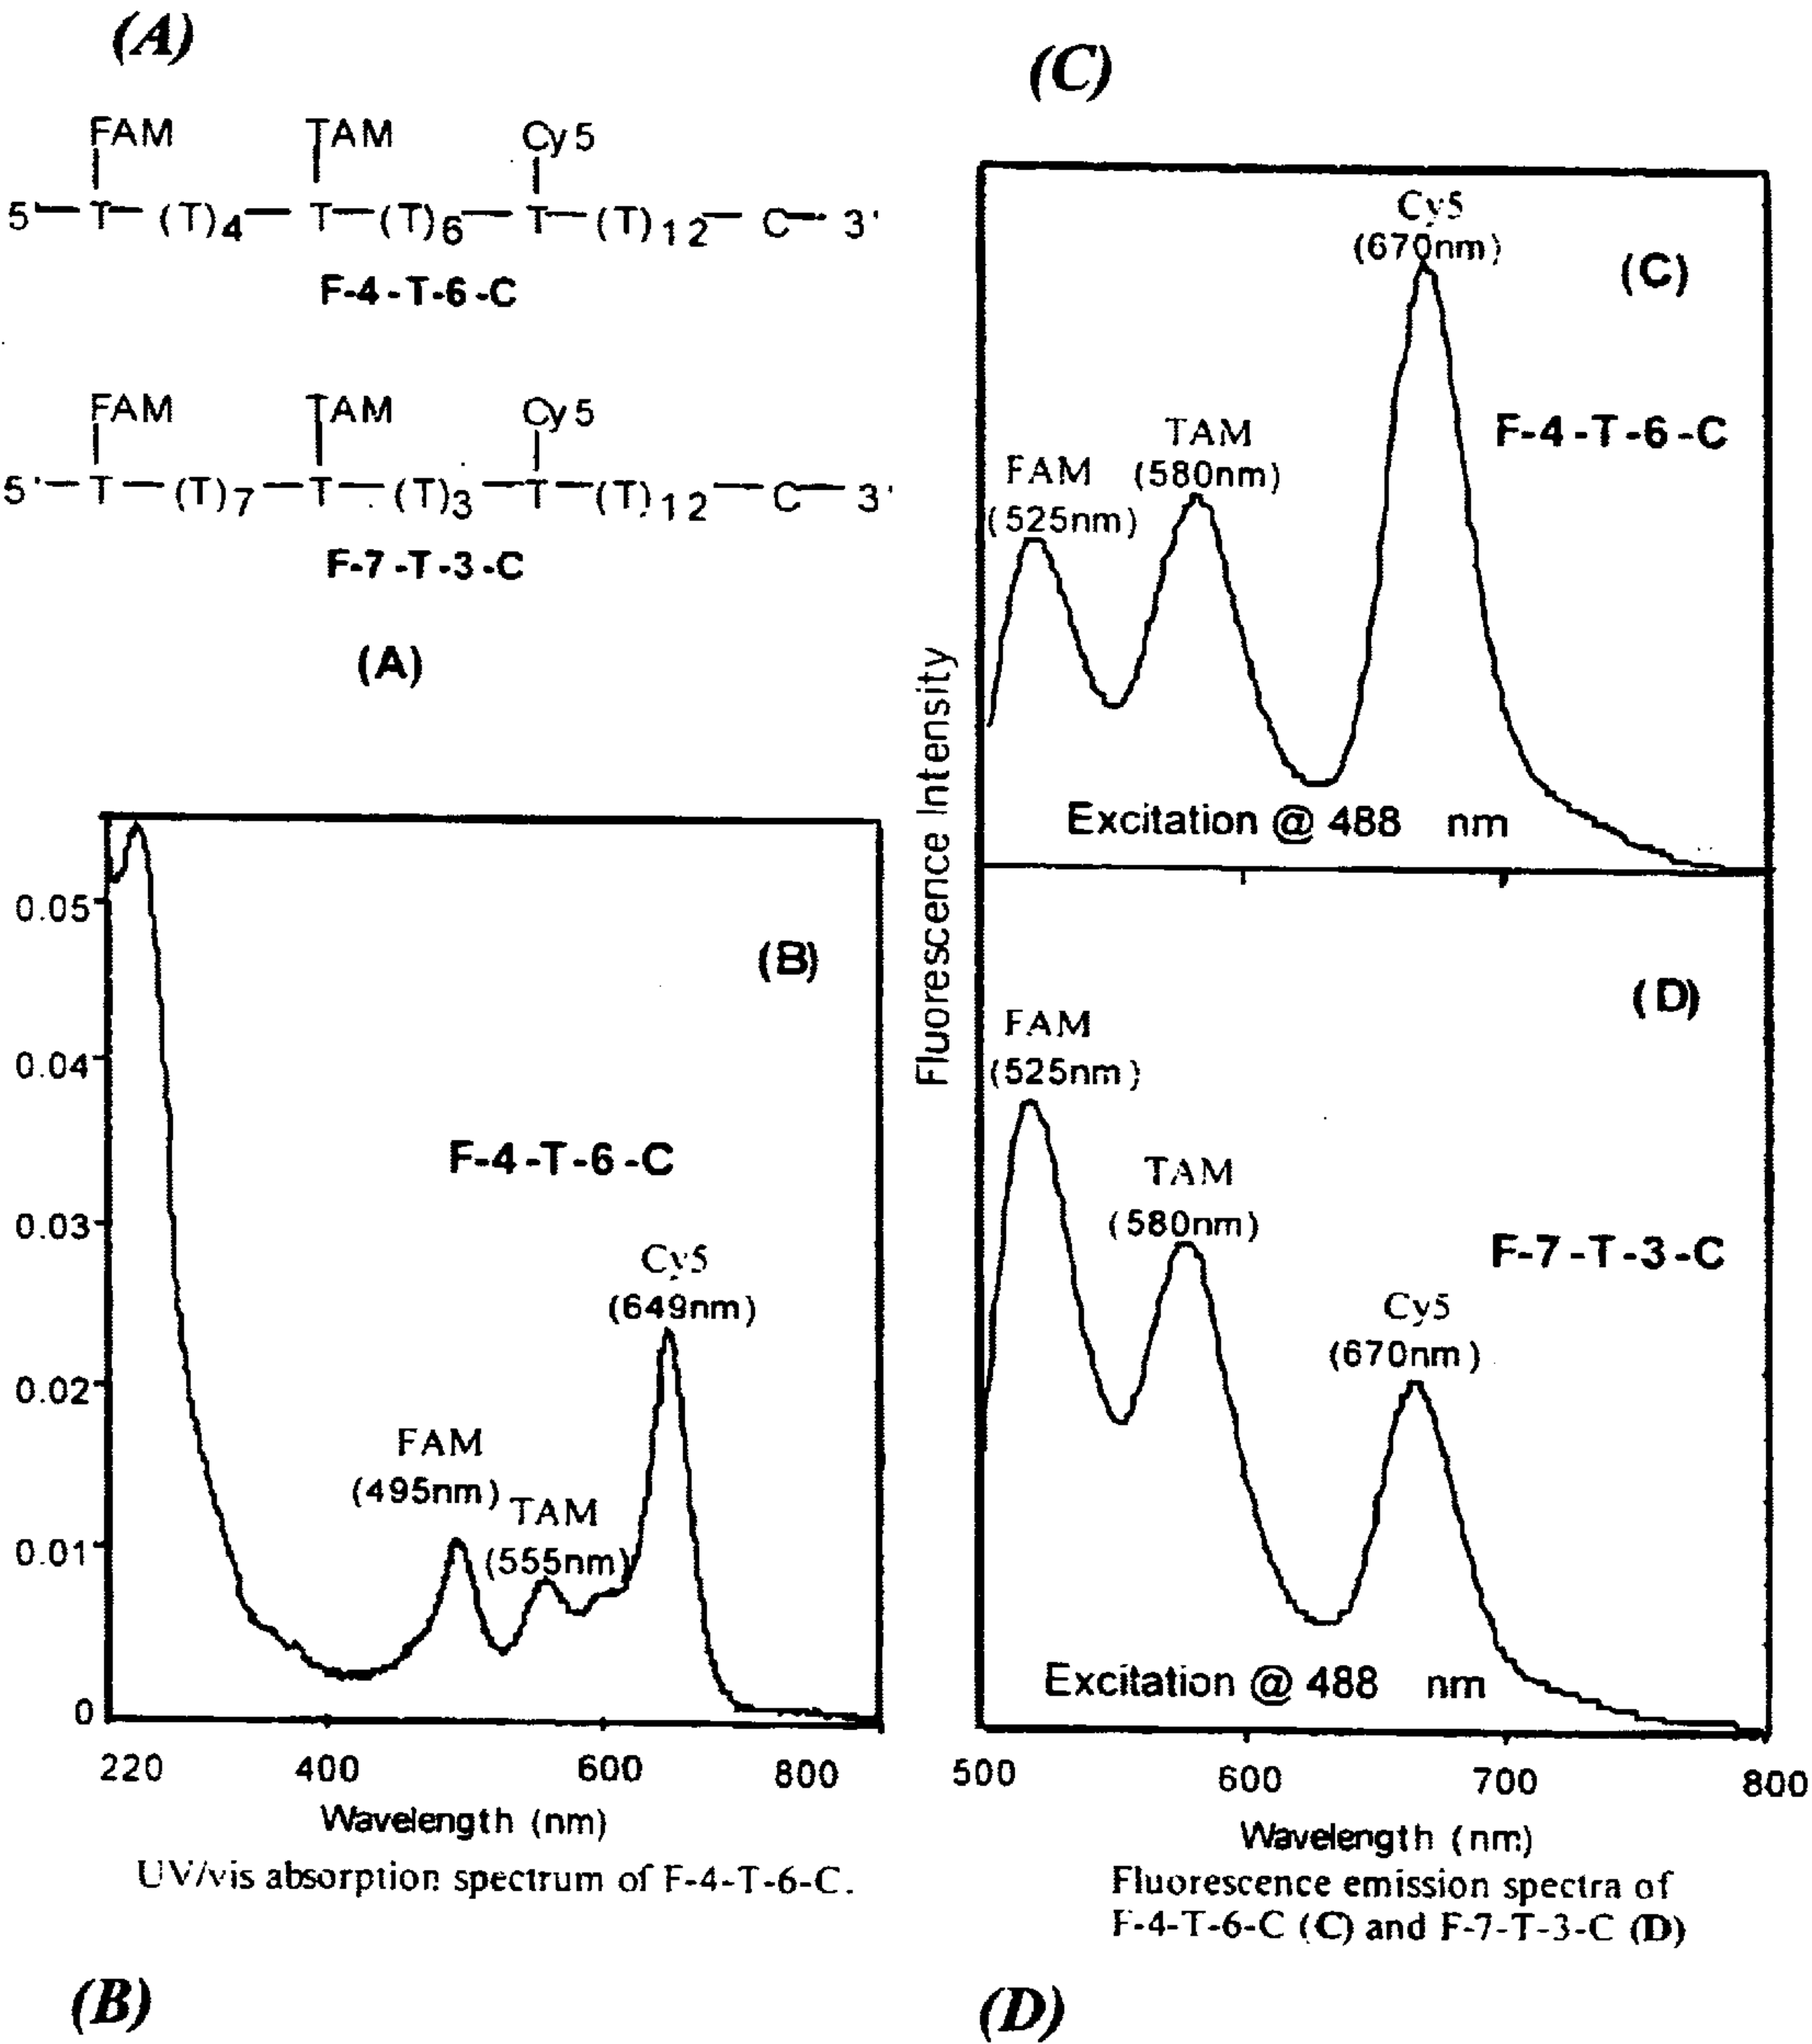 (A)
FAM TAM Cy5
5'— T — (T)4 — T — (T)6 — T — (T)12 — C — 3'
F-4-T-6-C
FAM TAM Cy5
5'— T — (T)7 — T — (T)3 — T — (T)12 — C — 3'
F-7-T-3-C
(A)
(B)
F-4-T-6-C
Cy5
(649nm)
FAM
(495nm)
TAM
(555nm)
0.05
0.04
0.03
0.02
0.01
0
220 400 600 800
Wavelength (nm)
UV/vis absorption spectrum of F-4-T-6-C.
(B)
(C)
Cy5
(670nm)
(C)
F-4-T-6-C
TAM
(580nm)
FAM
(525nm)
Excitation @ 488 nm
Fluorescence Intensity
(D)
FAM
(525nm)
TAM
(580nm)
F-7-T-3-C
Cy5
(670nm)
Excitation @ 488 nm
500 600 700 800
Wavelength (nm)
Fluorescence emission spectra of
F-4-T-6-C (C) and F-7-T-3-C (D)
(D)